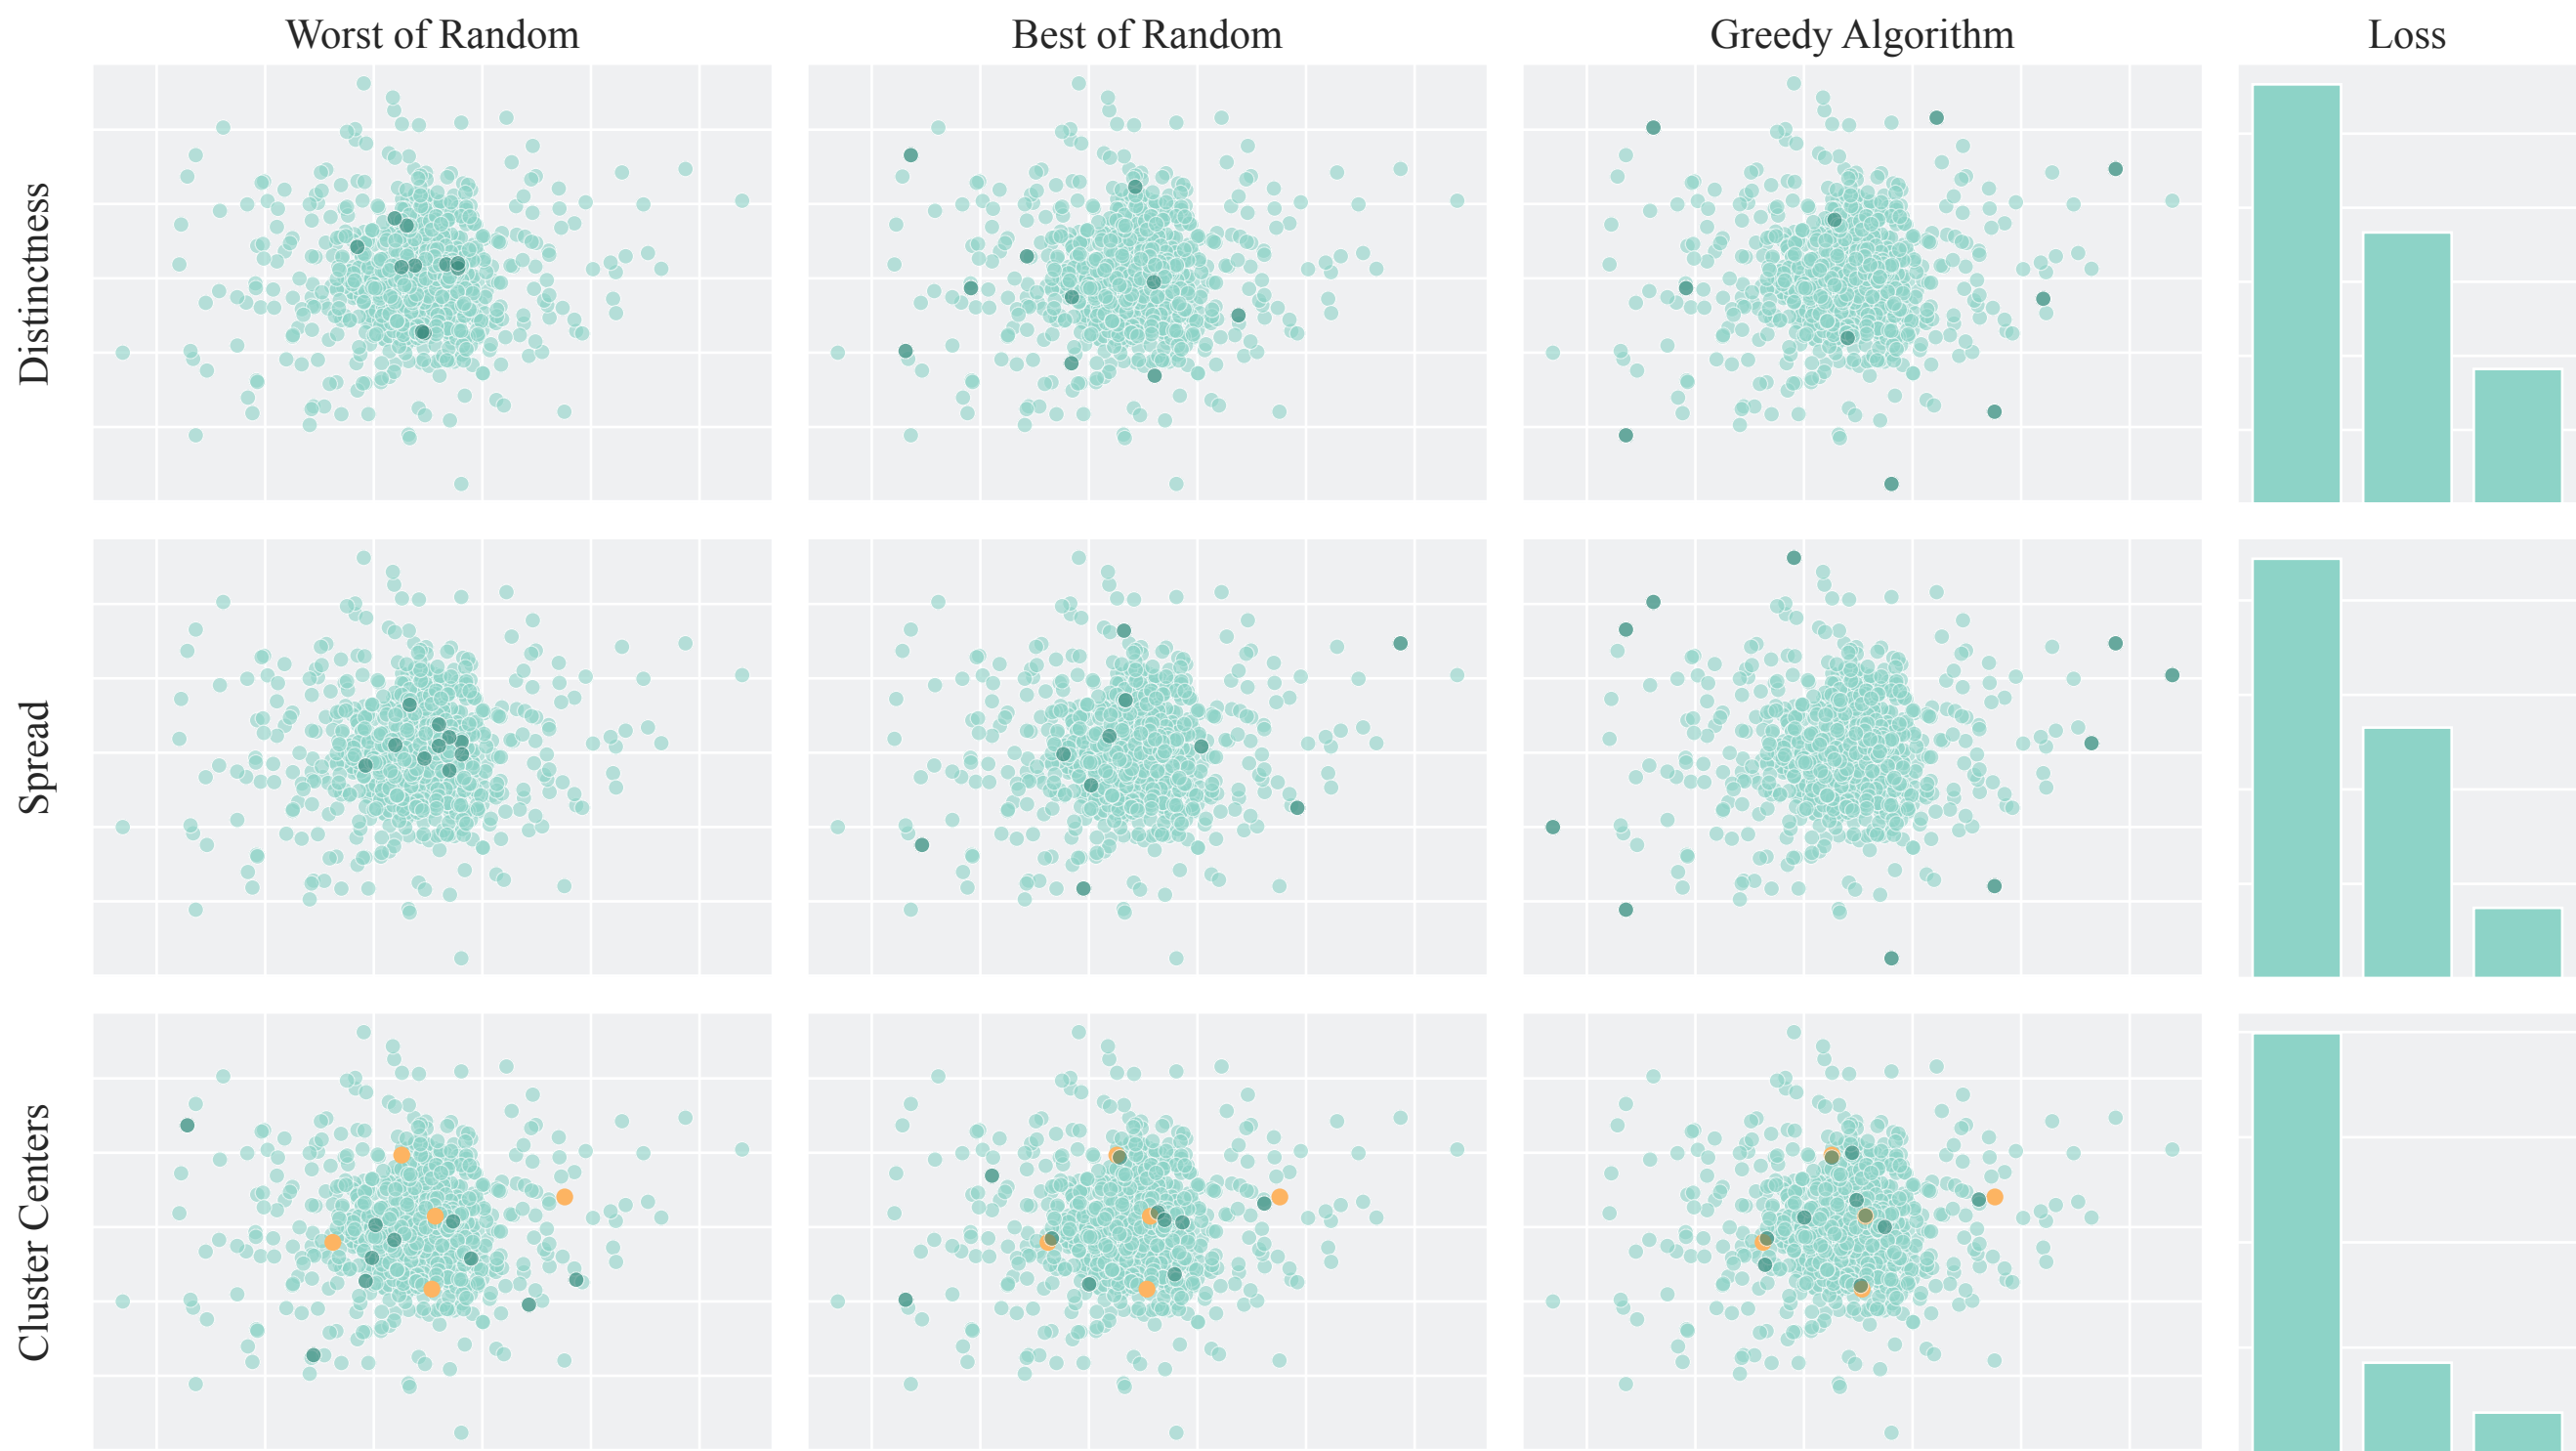 Worst of Random
Best of Random
Greedy Algorithm
Loss
Distinctness
Spread
Cluster Centers